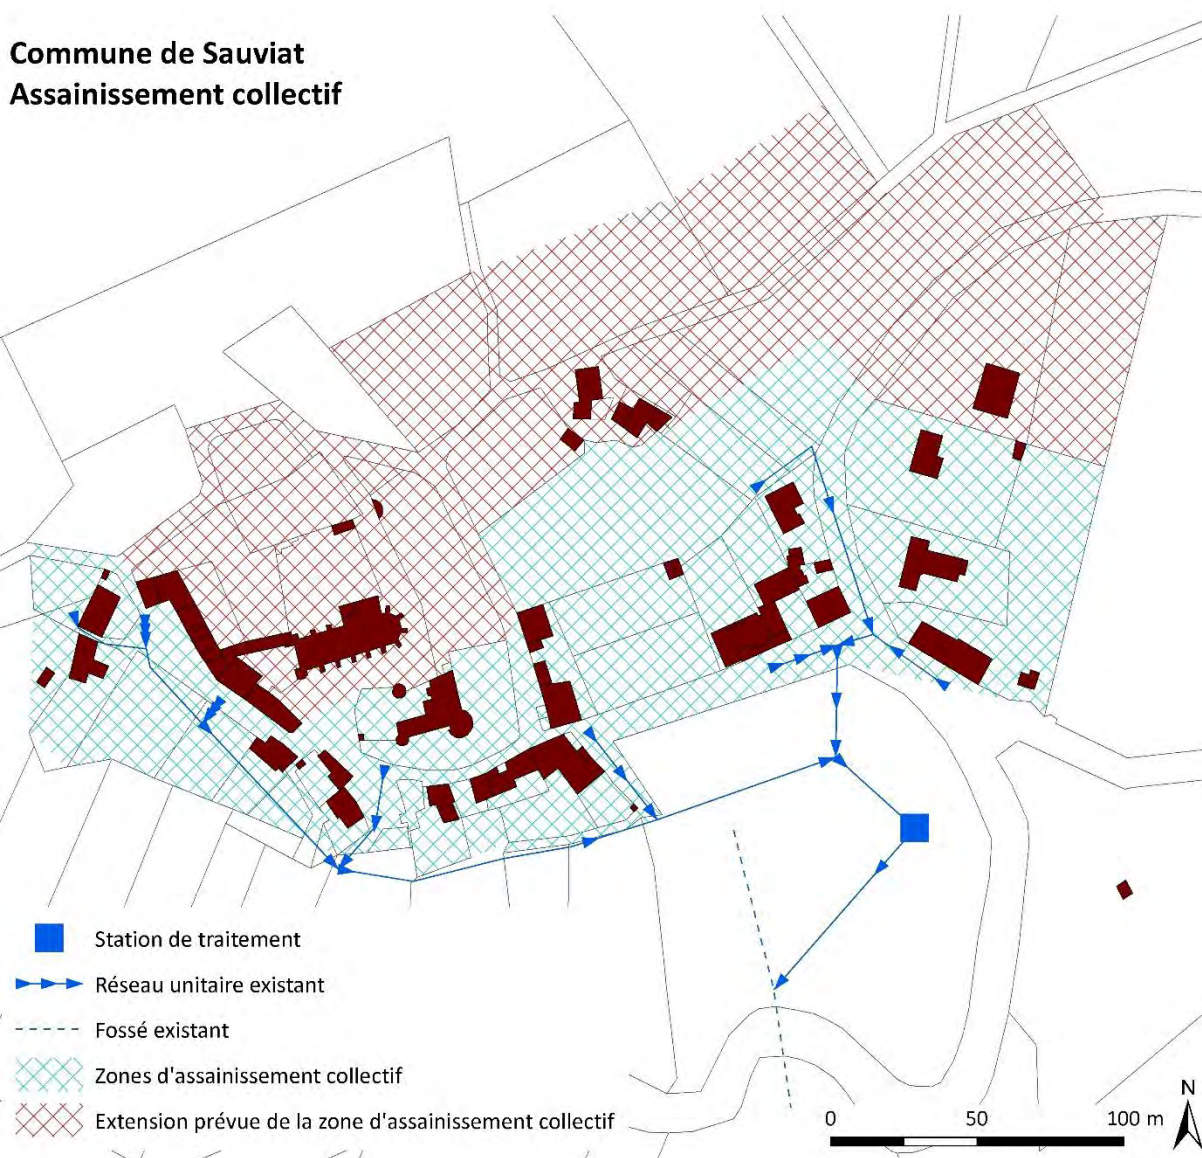 Commune de Sauviat
Assainissement collectif
Station de traitement
Réseau unitaire existant
Fossé existant
Zones d'assainissement collectif
Extension prévue de la zone d'assainissement collectif
0 50 100 m
N